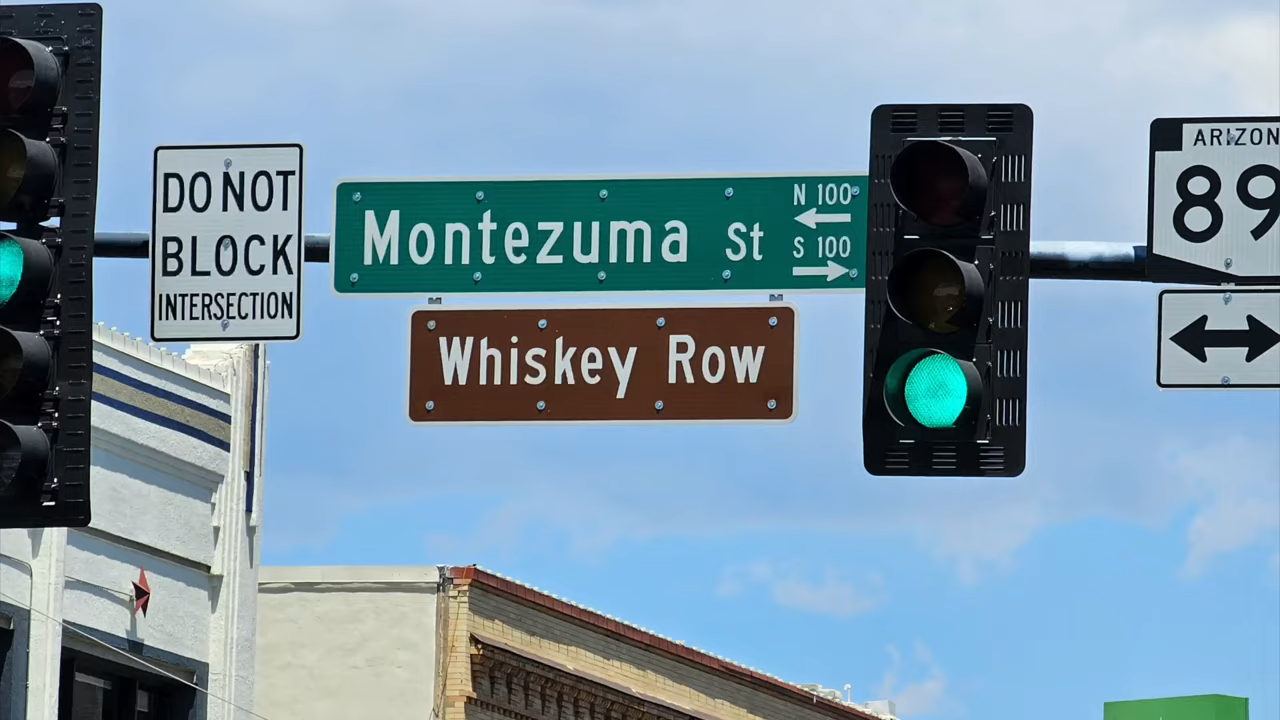 DO NOT
BLOCK
INTERSECTION
Montezuma St
N 100
S 100
Whiskey Row
ARIZON
89